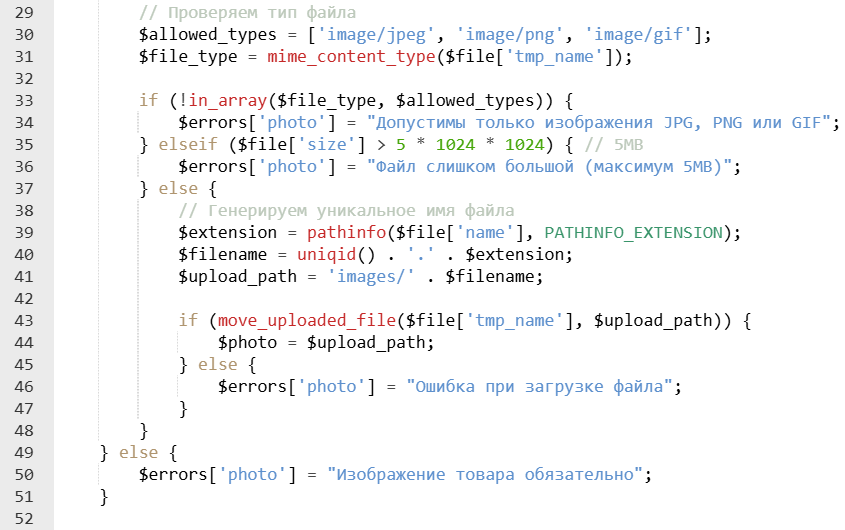 29 // Проверяем тип файла
30 $allowed_types = ['image/jpeg', 'image/png', 'image/gif'];
31 $file_type = mime_content_type($file['tmp_name']);
32
33 if (!in_array($file_type, $allowed_types)) {
34 $errors['photo'] = "Допустимы только изображения JPG, PNG или GIF";
35 } elseif ($file['size'] > 5 * 1024 * 1024) { // 5MB
36 $errors['photo'] = "Файл слишком большой (максимум 5MB)";
37 } else {
38 // Генерируем уникальное имя файла
39 $extension = pathinfo($file['name'], PATHINFO_EXTENSION);
40 $filename = uniqid() . '.' . $extension;
41 $upload_path = 'images/' . $filename;
42
43 if (move_uploaded_file($file['tmp_name'], $upload_path)) {
44 $photo = $upload_path;
45 } else {
46 $errors['photo'] = "Ошибка при загрузке файла";
47 }
48 }
49 } else {
50 $errors['photo'] = "Изображение товара обязательно";
51 }
52